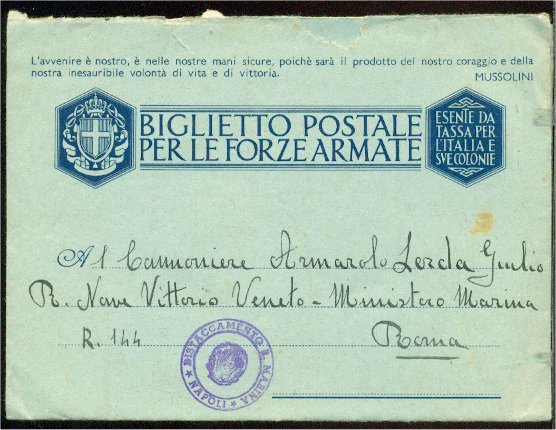 L'avvenire è nostro, è nelle nostre mani sicure, poichè sarà il prodotto del nostro coraggio e della
nostra inesauribile volontà di vita e di vittoria.
MUSSOLINI
BIGLIETTO POSTALE
PER LE FORZE ARMATE
ESENTE DA
TASSA PER
L'ITALIA E
SVE COLONIE
Al Cannoniere Armarolo Lerda Giulio
R. Nave Vittorio Veneto - Ministero Marina
R. 144 Roma
DISTACCAMENTO R. MARINA
NAPOLI